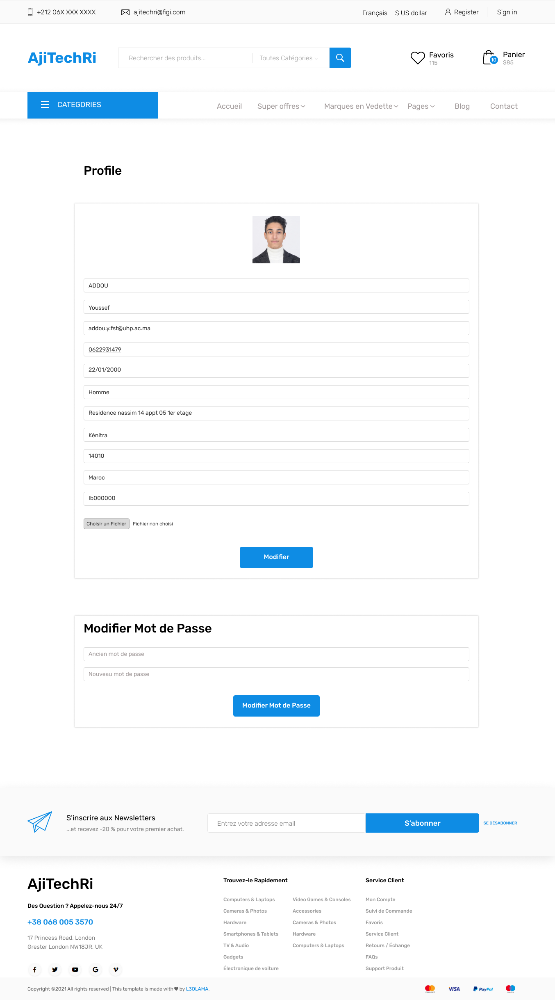 +212 06X XXX XXXX
ajitechri@figi.com
Français
$ US dollar
Register
Sign in
AjiTechRi
Rechercher des produits...
Toutes Catégories
Favoris
115
10
Panier
$85
CATEGORIES
Accueil
Super offres
Marques en Vedette
Pages
Blog
Contact
Profile
ADDOU
Youssef
addou.y.fst@uhp.ac.ma
0622931479
22/01/2000
Homme
Residence nassim 14 appt 05 1er etage
Kénitra
14010
Maroc
Ib000000
Choisir un Fichier
Fichier non choisi
Modifier
Modifier Mot de Passe
Ancien mot de passe
Nouveau mot de passe
Modifier Mot de Passe
S'inscrire aux Newsletters
...et recevez -20 % pour votre premier achat.
Entrez votre adresse email
S’abonner
SE DÉSABONNER
AjiTechRi
Des Question ? Appelez-nous 24/7
+38 068 005 3570
17 Princess Road, London
Grester London NW18JR, UK
Trouvez-le Rapidement
Computers & Laptops
Cameras & Photos
Hardware
Smartphones & Tablets
TV & Audio
Gadgets
Électronique de voiture
Video Games & Consoles
Accessories
Cameras & Photos
Hardware
Computers & Laptops
Service Client
Mon Compte
Suivi de Commande
Favoris
Service Client
Retours / Échange
FAQs
Support Produit
Copyright ©2021 All rights reserved | This template is made with ♥ by L3OLAMA.
VISA
PayPal